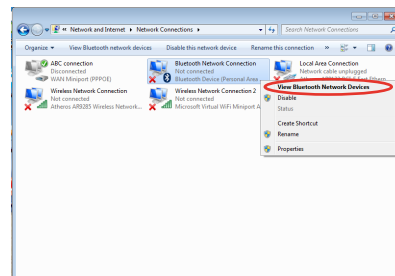 « Network and Internet ▸ Network Connections ▸
Search Network Connections
Organize ▾ View Bluetooth network devices Disable this network device Rename this connection »
ABC connection
Disconnected
WAN Miniport (PPPOE)
Bluetooth Network Connection
Not connected
Bluetooth Device (Personal Area ...
Local Area Connection
Network cable unplugged
Wireless Network Connection
Not connected
Atheros AR9285 Wireless Network...
Wireless Network Connection 2
Not connected
Microsoft Virtual WiFi Miniport A
View Bluetooth Network Devices
Disable
Status
Create Shortcut
Rename
Properties